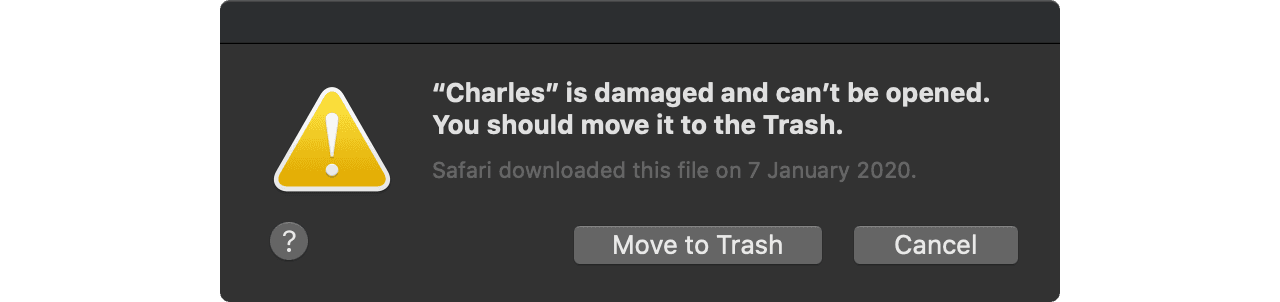 “Charles” is damaged and can’t be opened.
You should move it to the Trash.
Safari downloaded this file on 7 January 2020.
?
Move to Trash
Cancel